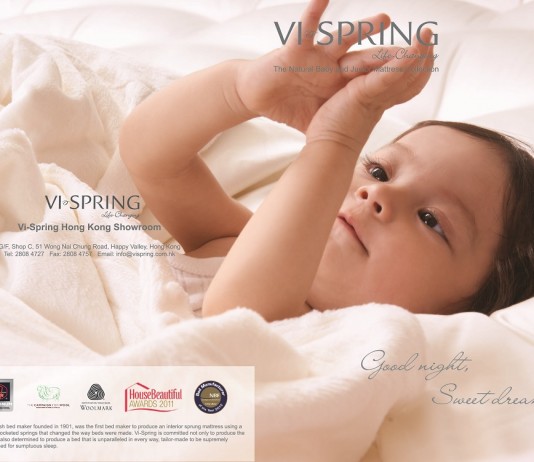 VI-SPRING
Life-Changing
The Natural Beds and
VI-SPRING
Life-Changing
Vi-Spring Hong Kong Showroom
G/F, Shop C, 51 Wong Nai Chung Road, Happy Valley, Hong Kong
Tel: 2808 4727 Fax: 2808 4757 Email: info@vispring.com.hk
Good night,
Sweet dream
WOOLMARK
HouseBeautiful
AWARDS 2011
bed maker founded in 1901, was the first bed maker to produce an interior sprung mattress using a
pocketed springs that changed the way beds were made. Vi-Spring is committed not only to produce the
also determined to produce a bed that is unparalleled in every way, tailor-made to be supremely
for sumptuous sleep.